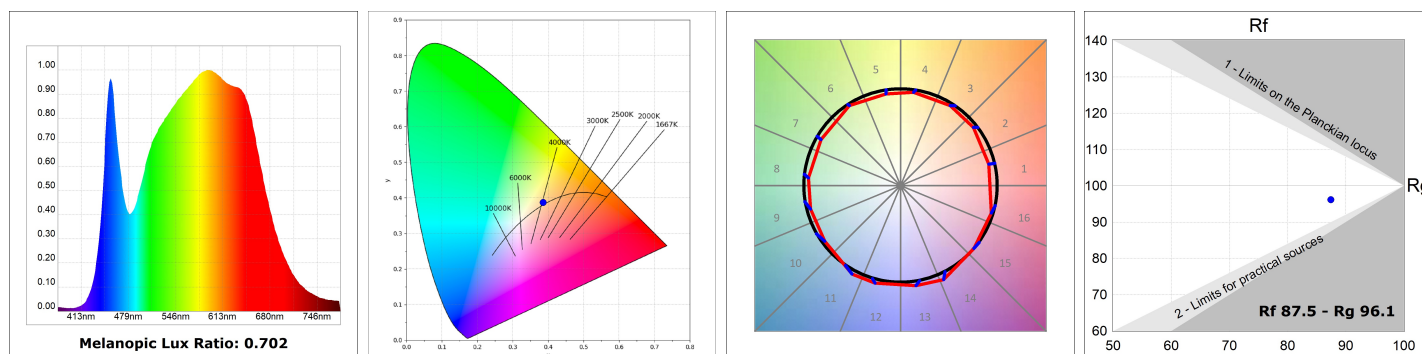 1.00
0.90
0.80
0.70
0.60
0.50
0.40
0.30
0.20
0.10
0.00
413nm 479nm 546nm 613nm 680nm 746nm
Melanopic Lux Ratio: 0.702
0.9
0.8
0.7
0.6
0.5
0.4
0.3
0.2
0.1
0.0
y
0.0 0.1 0.2 0.3 0.4 0.5 0.6 0.7 0.8
10000K
6000K
4000K
3000K
2500K
2000K
1667K
1
2
3
4
5
6
7
8
9
10
11
12
13
14
15
16
Rf
140
130
120
110
100
90
80
70
60
50 60 70 80 90 100
Rg
1 - Limits on the Planckian locus
2 - Limits for practical sources
Rf 87.5 - Rg 96.1